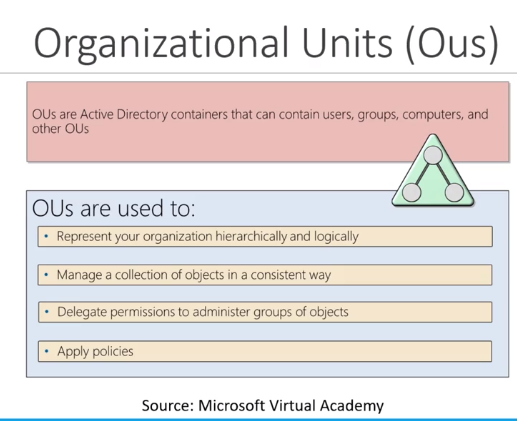 Organizational Units (Ous)
OUs are Active Directory containers that can contain users, groups, computers, and
other OUs
OUs are used to:
• Represent your organization hierarchically and logically
• Manage a collection of objects in a consistent way
• Delegate permissions to administer groups of objects
• Apply policies
Source: Microsoft Virtual Academy